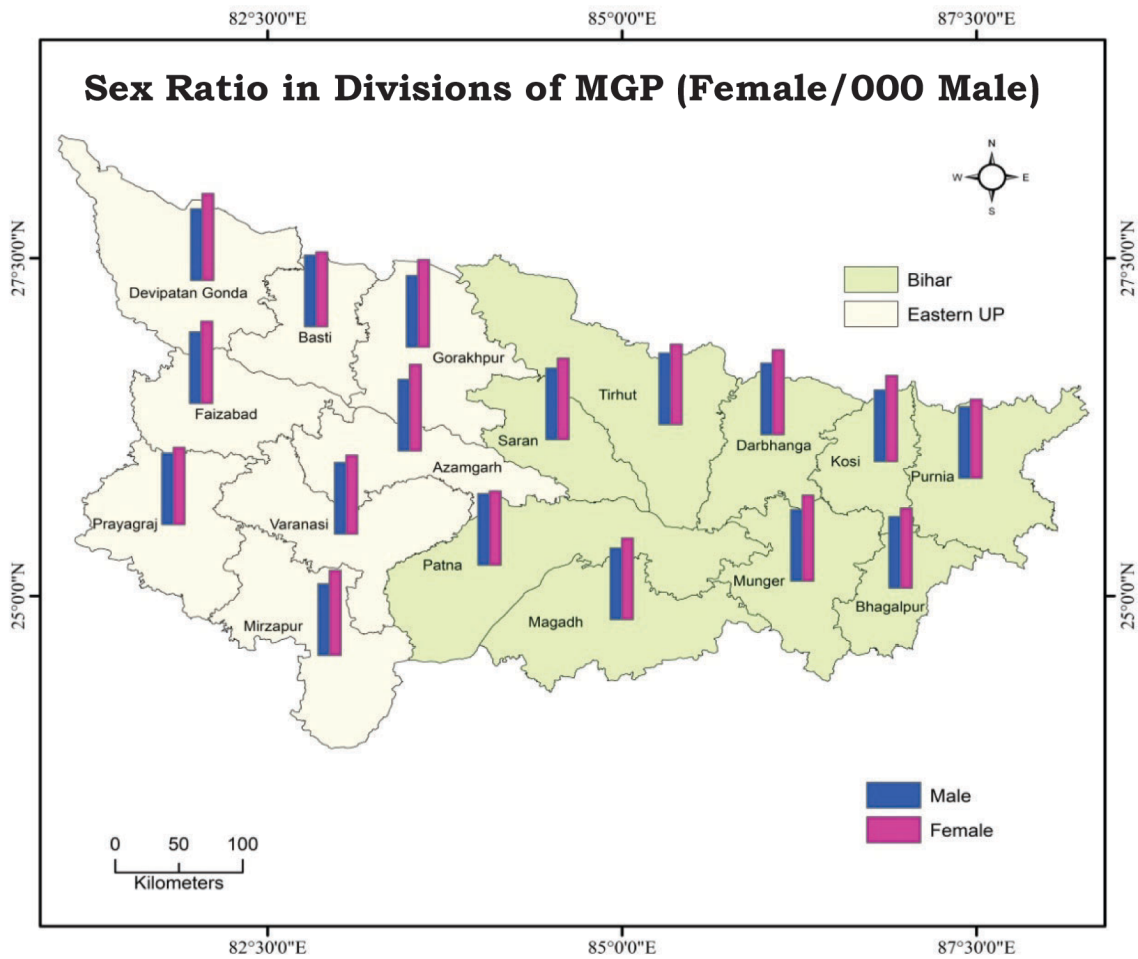 82°30'0"E 85°0'0"E 87°30'0"E
Sex Ratio in Divisions of MGP (Female/000 Male)
N
W E
S
27°30'0"N 27°30'0"N
Bihar
Eastern UP
Devipatan Gonda
Basti
Gorakhpur
Tirhut
Faizabad
Saran
Darbhanga
Kosi
Azamgarh
Purnia
Prayagraj
Varanasi
Patna
Munger
25°0'0"N 25°0'0"N
Bhagalpur
Magadh
Mirzapur
Male
Female
0 50 100
Kilometers
82°30'0"E 85°0'0"E 87°30'0"E